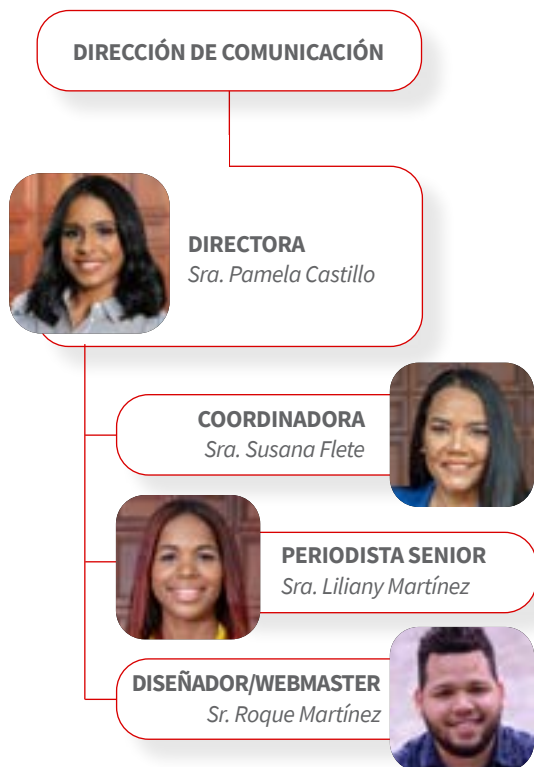 DIRECCIÓN DE COMUNICACIÓN
DIRECTORA
Sra. Pamela Castillo
COORDINADORA
Sra. Susana Flete
PERIODISTA SENIOR
Sra. Liliany Martínez
DISEÑADOR/WEBMASTER
Sr. Roque Martínez